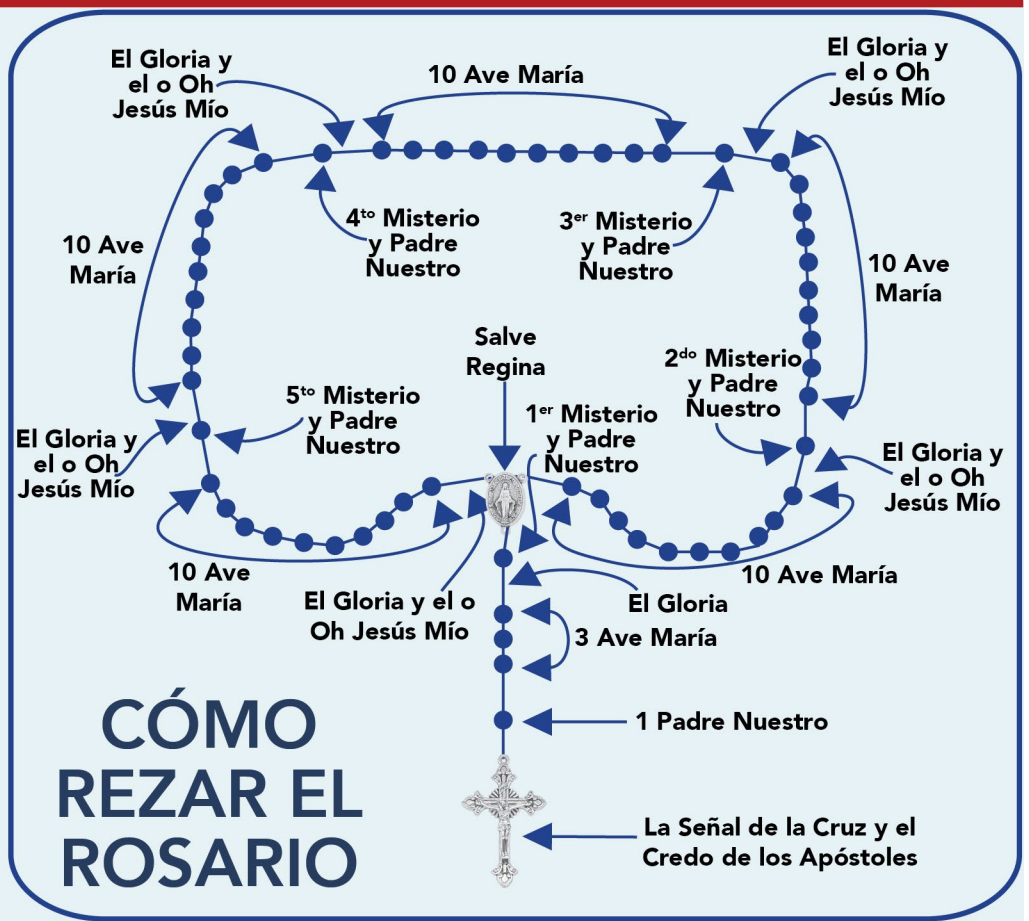 El Gloria y
el o Oh
Jesús Mío
10 Ave María
El Gloria y
el o Oh
Jesús Mío
4to Misterio
y Padre
Nuestro
3er Misterio
y Padre
Nuestro
10 Ave
María
10 Ave
María
Salve
Regina
2do Misterio
y Padre
Nuestro
5to Misterio
y Padre
Nuestro
1er Misterio
y Padre
Nuestro
El Gloria y
el o Oh
Jesús Mío
El Gloria y
el o Oh
Jesús Mío
10 Ave
María
10 Ave María
El Gloria y el o
Oh Jesús Mío
El Gloria
3 Ave María
1 Padre Nuestro
CÓMO
REZAR EL
ROSARIO
La Señal de la Cruz y el
Credo de los Apóstoles